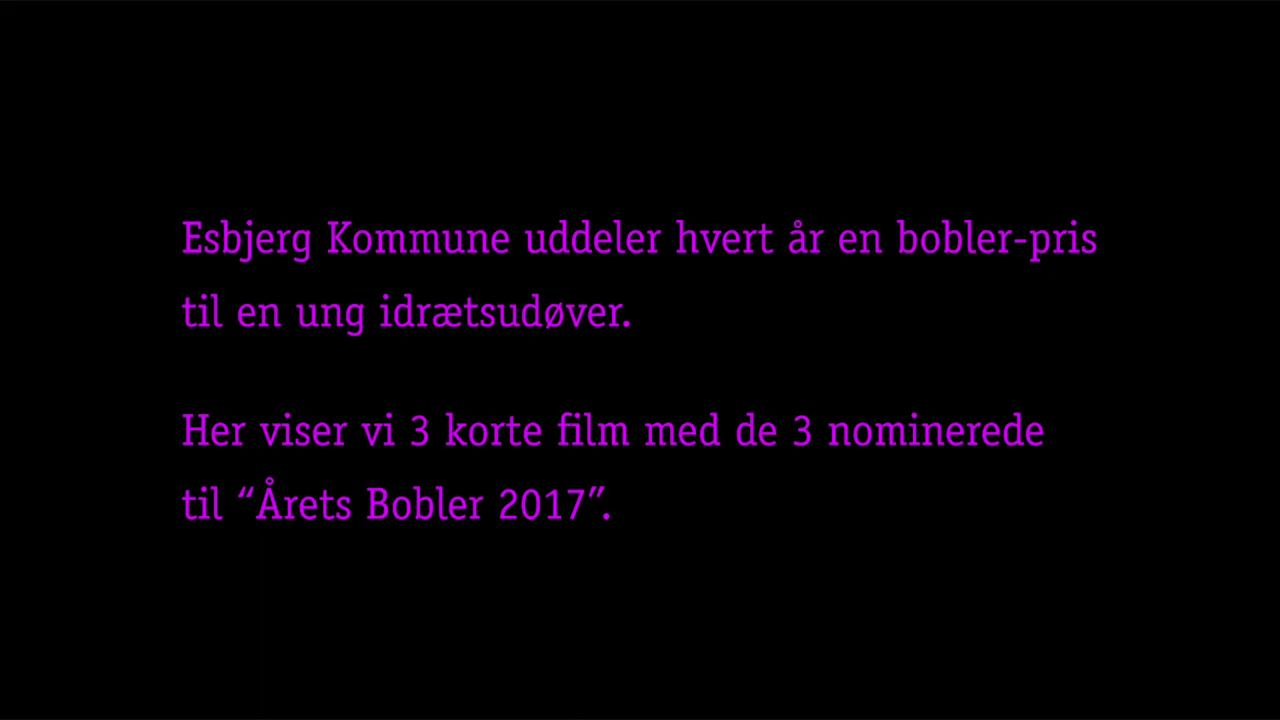 Esbjerg Kommune uddeler hvert år en bobler-pris
til en ung idrætsudøver.
Her viser vi 3 korte film med de 3 nominerede
til “Årets Bobler 2017”.